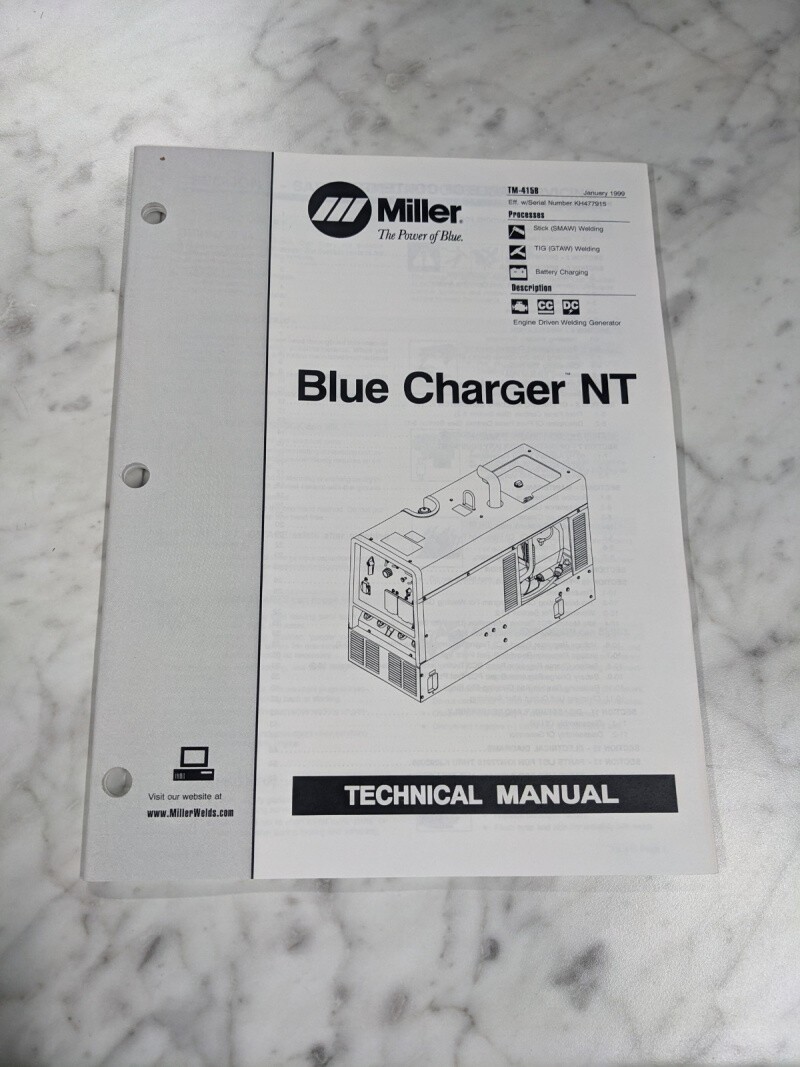 Miller®
The Power of Blue.
TM-415B
January 1999
Eff. w/Serial Number KH477915
Processes
Stick (SMAW) Welding
TIG (GTAW) Welding
Battery Charging
Description
CC DC
Engine Driven Welding Generator
Blue Charger™ NT
TECHNICAL MANUAL
Visit our website at
www.MillerWelds.com